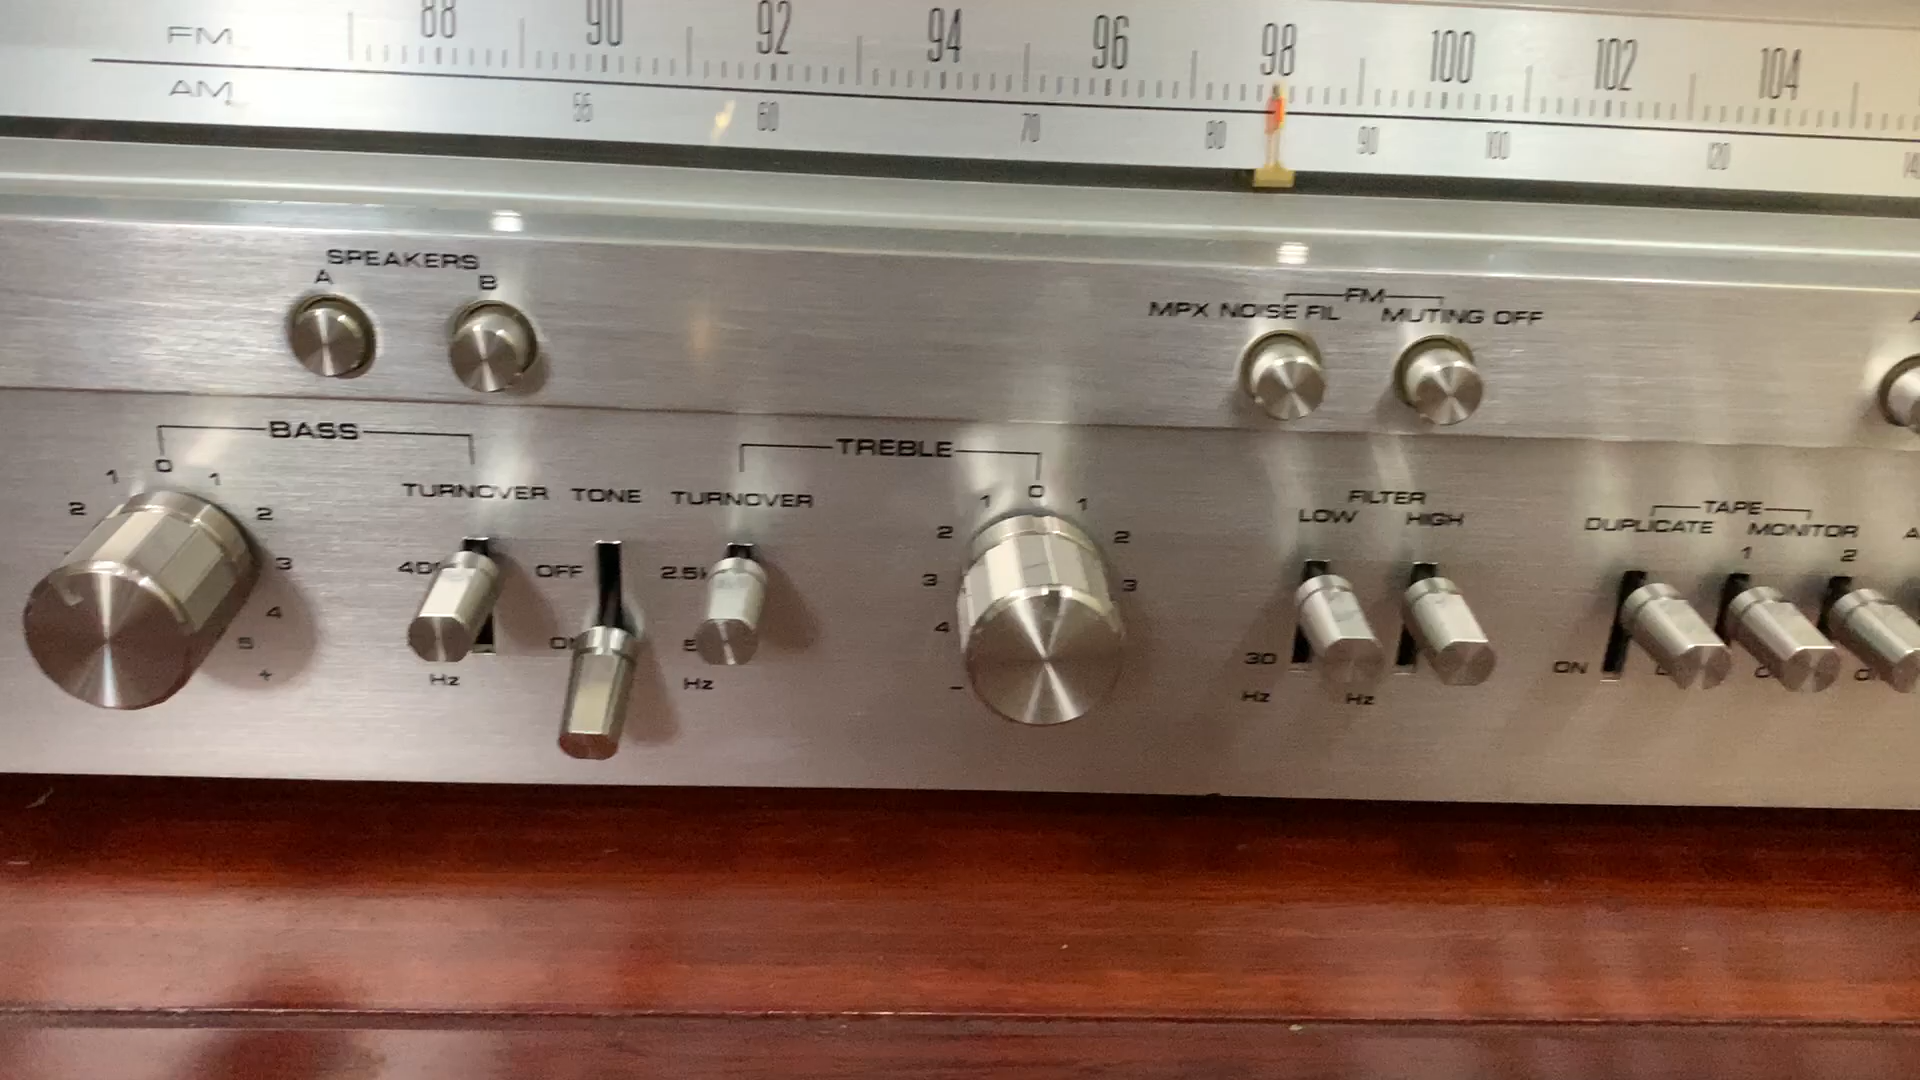 FM 88 90 92 94 96 98 100 102 104
AM 55 60 70 80 90 100 120
SPEAKERS
A B
FM
MPX NOISE FIL MUTING OFF
BASS
TREBLE
1 0 1
1 0 1
TURNOVER TONE TURNOVER
FILTER
LOW HIGH
TAPE
DUPLICATE MONITOR
1 2
2 2
2 2
3
3 3
4
4
5
+
-
OFF
2.5
30
Hz
Hz
Hz
Hz
ON